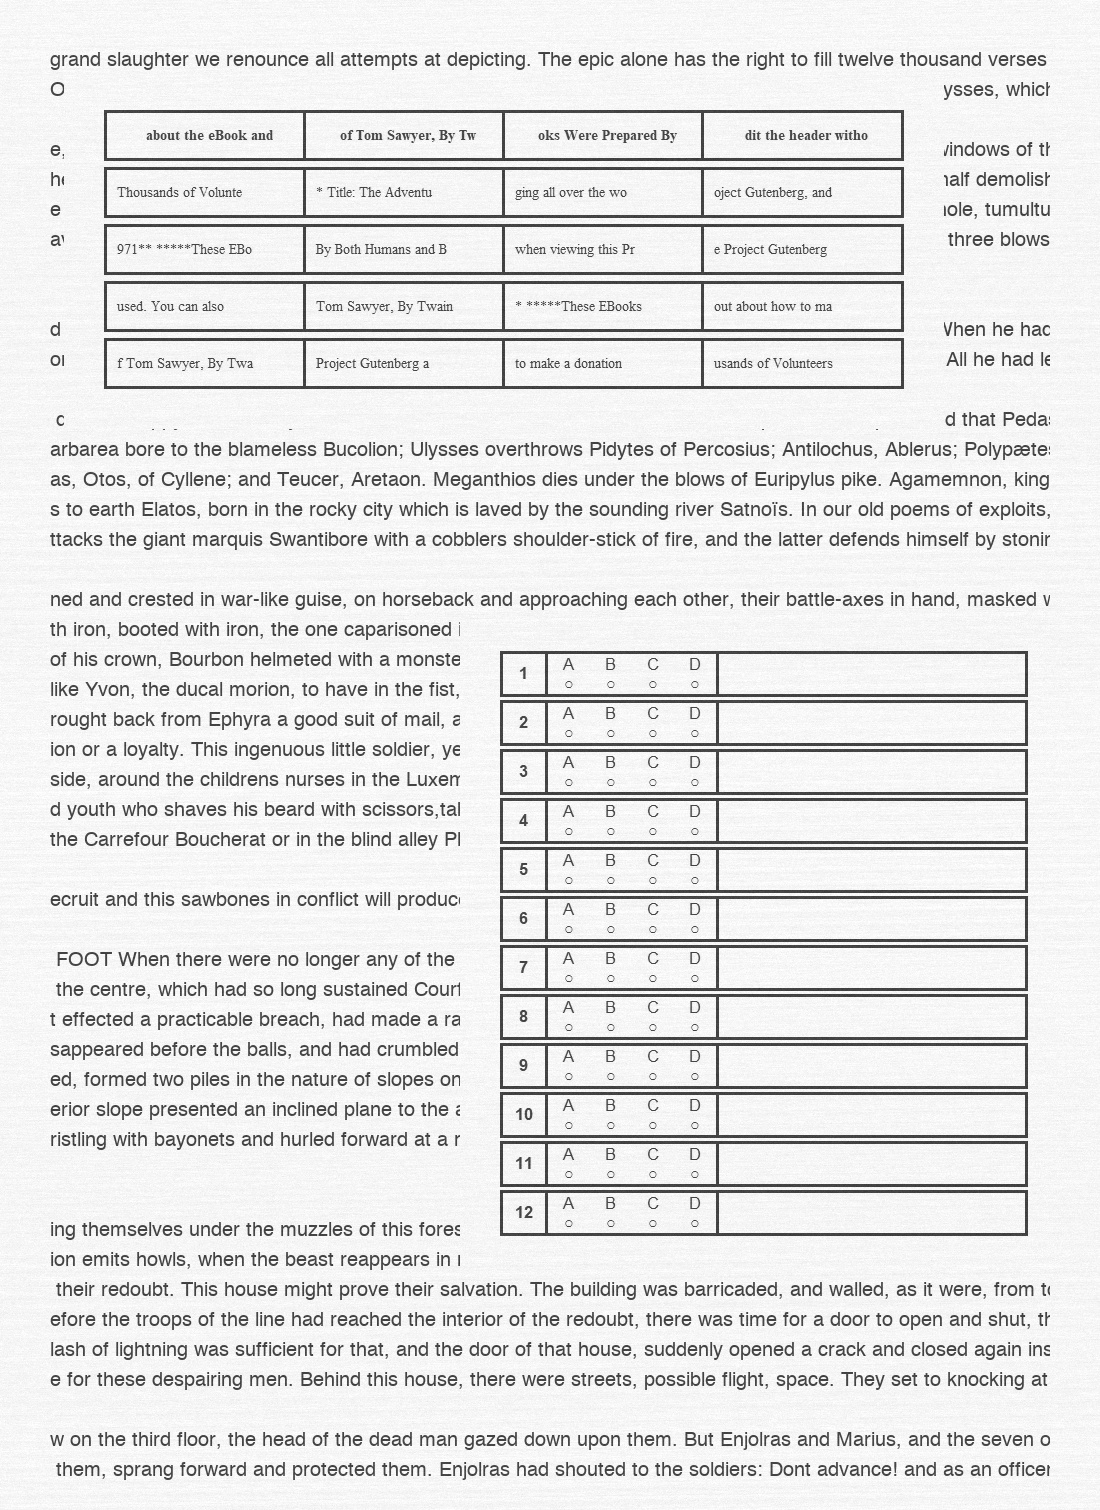 grand slaughter we renounce all attempts at depicting. The epic alone has the right to fill twelve thousand verses
ysses, which
about the eBook and of Tom Sawyer, By Tw oks Were Prepared By dit the header witho
Thousands of Volunte * Title: The Adventu ging all over the wo oject Gutenberg, and
971** *****These EBo By Both Humans and B when viewing this Pr e Project Gutenberg
used. You can also Tom Sawyer, By Twain * *****These EBooks out about how to ma
f Tom Sawyer, By Twa Project Gutenberg a to make a donation usands of Volunteers
e, windows of th
he half demolish
e hole, tumultu
av three blows
d When he had
or All he had le
d that Pedas
arbarea bore to the blameless Bucolion; Ulysses overthrows Pidytes of Percosius; Antilochus, Ablerus; Polypætes
as, Otos, of Cyllene; and Teucer, Aretaon. Meganthios dies under the blows of Euripylus pike. Agamemnon, king
s to earth Elatos, born in the rocky city which is laved by the sounding river Satnoïs. In our old poems of exploits,
ttacks the giant marquis Swantibore with a cobblers shoulder-stick of fire, and the latter defends himself by stonin
ned and crested in war-like guise, on horseback and approaching each other, their battle-axes in hand, masked w
th iron, booted with iron, the one caparisoned i
of his crown, Bourbon helmeted with a monste
like Yvon, the ducal morion, to have in the fist,
rought back from Ephyra a good suit of mail, a
ion or a loyalty. This ingenuous little soldier, ye
side, around the childrens nurses in the Luxem
d youth who shaves his beard with scissors,tak
the Carrefour Boucherat or in the blind alley Pl
ecruit and this sawbones in conflict will produce
FOOT When there were no longer any of the
the centre, which had so long sustained Courf
t effected a practicable breach, had made a ra
sappeared before the balls, and had crumbled
ed, formed two piles in the nature of slopes on
erior slope presented an inclined plane to the a
ristling with bayonets and hurled forward at a r
ing themselves under the muzzles of this fores
ion emits howls, when the beast reappears in
1 A B C D
2 A B C D
3 A B C D
4 A B C D
5 A B C D
6 A B C D
7 A B C D
8 A B C D
9 A B C D
10 A B C D
11 A B C D
12 A B C D
their redoubt. This house might prove their salvation. The building was barricaded, and walled, as it were, from to
efore the troops of the line had reached the interior of the redoubt, there was time for a door to open and shut, th
lash of lightning was sufficient for that, and the door of that house, suddenly opened a crack and closed again ins
e for these despairing men. Behind this house, there were streets, possible flight, space. They set to knocking at
w on the third floor, the head of the dead man gazed down upon them. But Enjolras and Marius, and the seven o
them, sprang forward and protected them. Enjolras had shouted to the soldiers: Dont advance! and as an officer